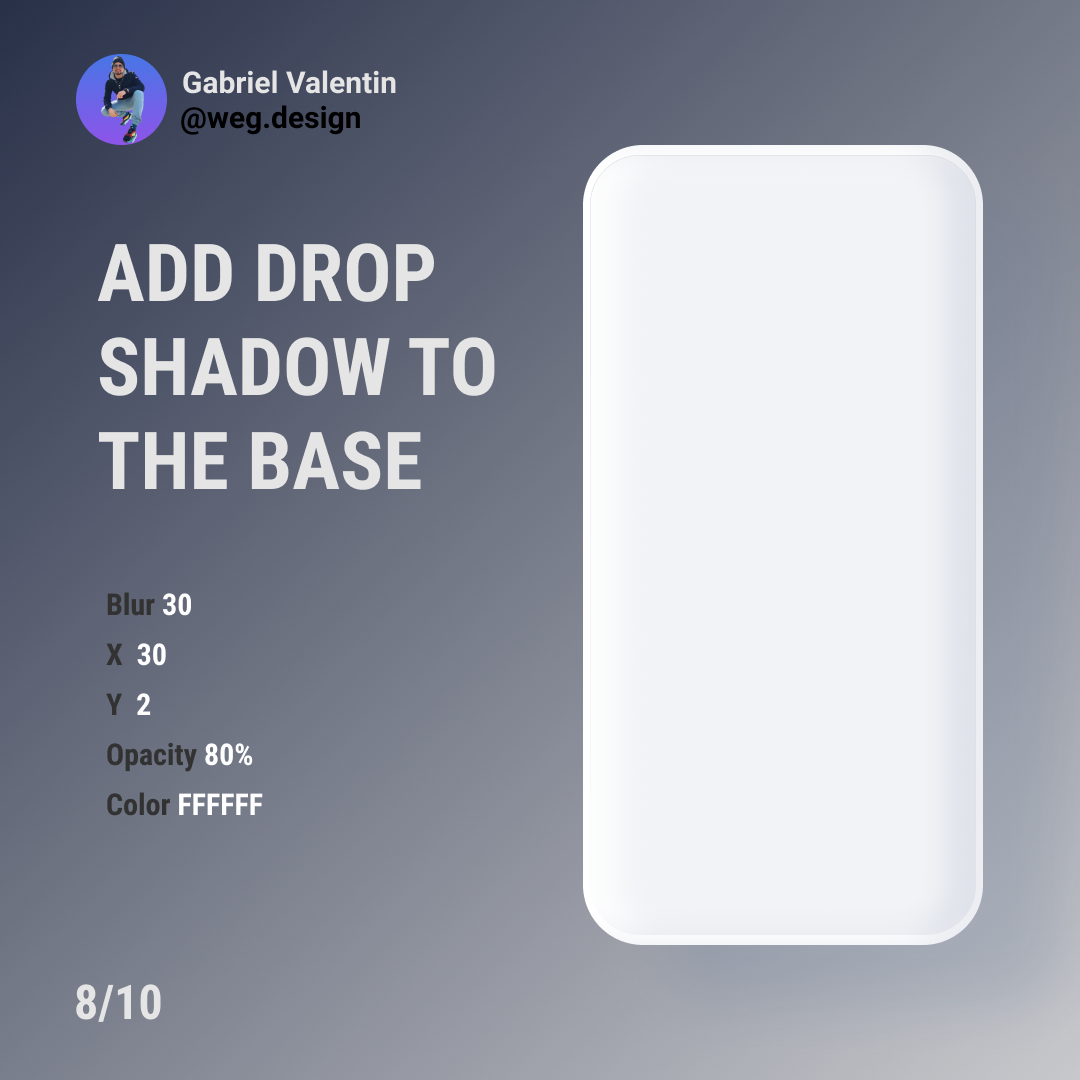 Gabriel Valentin
@weg.design
ADD DROP
SHADOW TO
THE BASE
Blur 30
X 30
Y 2
Opacity 80%
Color FFFFFF
8/10